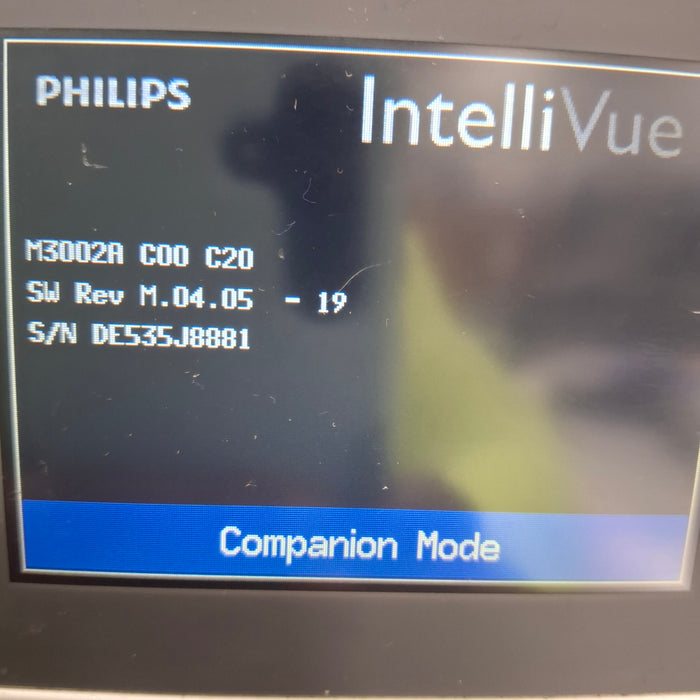 PHILIPS
IntelliVue
M3002A C00 C20
SW Rev M.04.05 - 19
S/N DE535J8881
Companion Mode